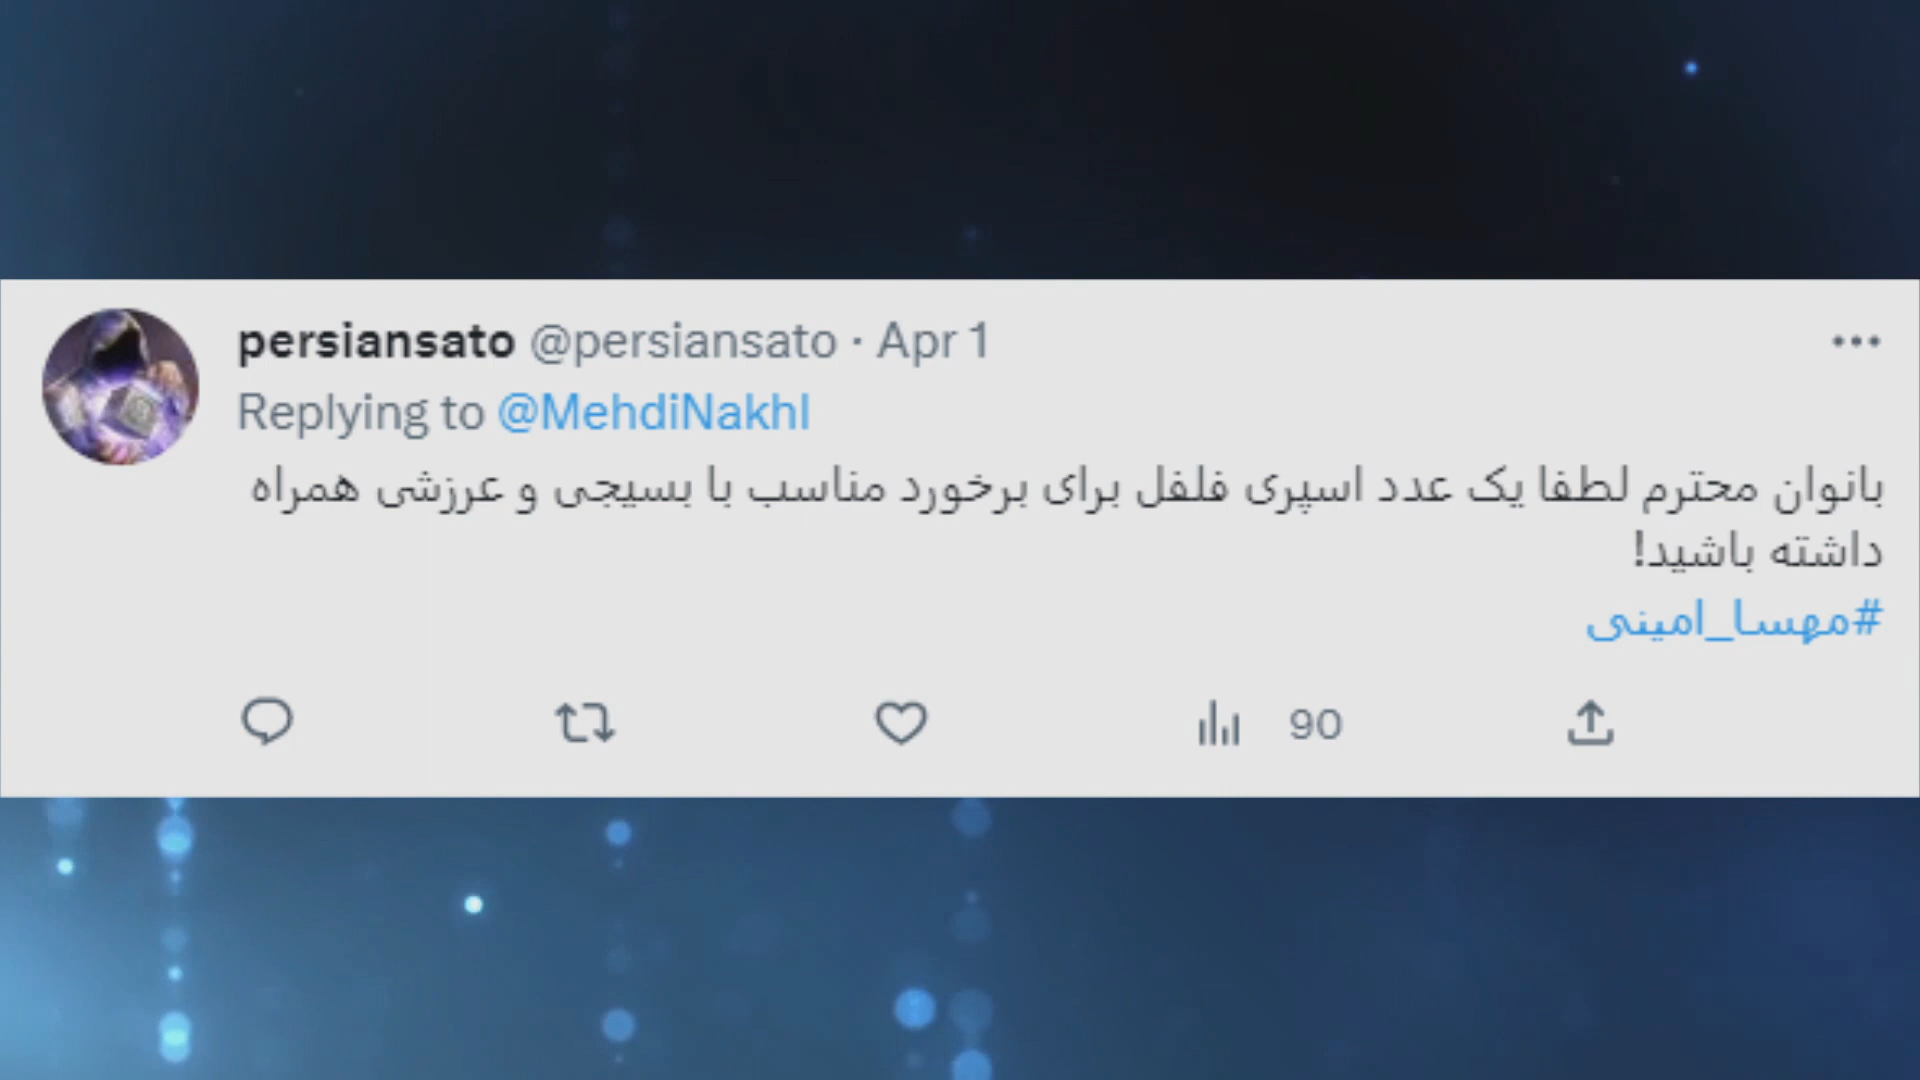 persiansato @persiansato · Apr 1
Replying to @MehdiNakhl
بانوان محترم لطفا یک عدد اسپری فلفل برای برخورد مناسب با بسیجی و عرزشی همراه
داشته باشید!
#مهسا_امینی
90